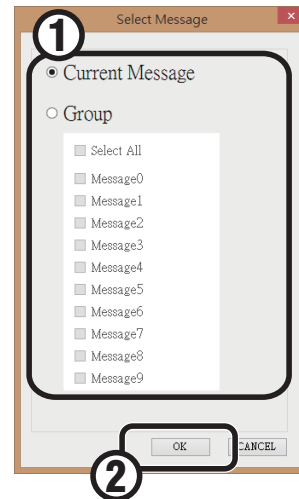 Select Message
×
1
Current Message
Group
Select All
Message0
Message1
Message2
Message3
Message4
Message5
Message6
Message7
Message8
Message9
OK
CANCEL
2